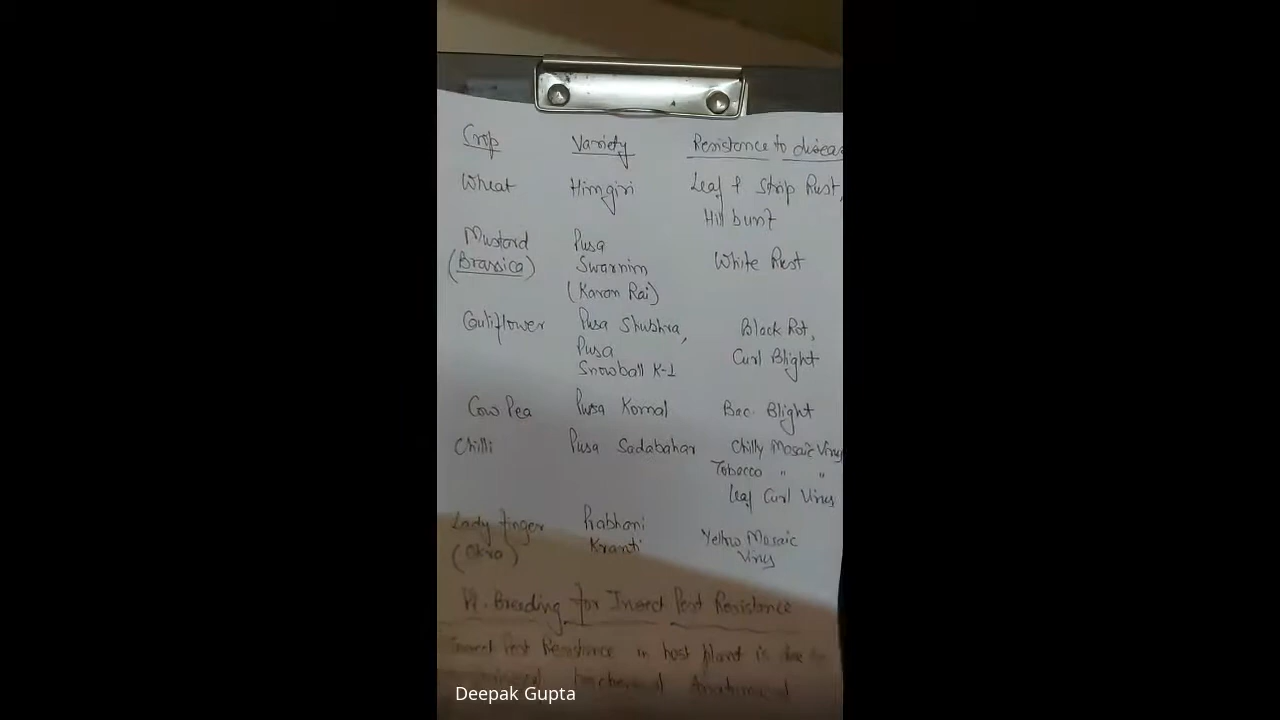 Crop Variety Resistance to diseas
Wheat Himgiri Leaf & Strip Rust,
Hill bunt
Mustard Pusa
(Brassica) Swarnim White Rust
(Karan Rai)
Cauliflower Pusa Shubhra, Black Rot,
Pusa Curl Blight
Snowball K-1
Cow Pea Pusa Komal Bac. Blight
Chilli Pusa Sadabahar Chilly Mosaic Virus
Tobacco " "
Leaf Curl Virus
Lady finger Prabhani
(Okra) Kranti Yellow Mosaic
Virus
Pl. Breeding for Insect Pest Resistance
Insect Pest Resistance in host plant is due to
Deepak Gupta